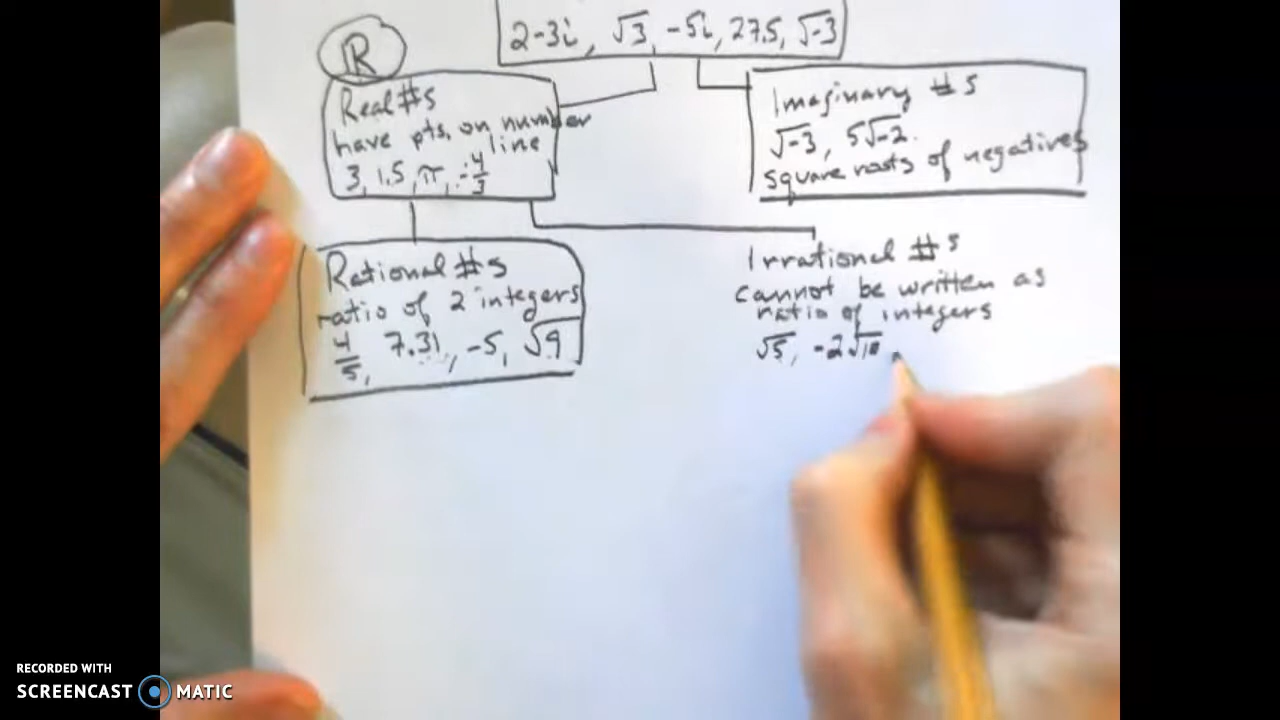 2-3i, √3, -5i, 27.5, √-3
R
Real #s
have pts. on number
line
3, 1.5, π, -4/3
Imaginary #s
√-3, 5√-2.
square roots of negatives
Rational #s
ratio of 2 integers
4/5, 7.31, -5, √9
Irrational #s
cannot be written as
ratio of integers
√5, -2√10
RECORDED WITH
SCREENCAST MATIC